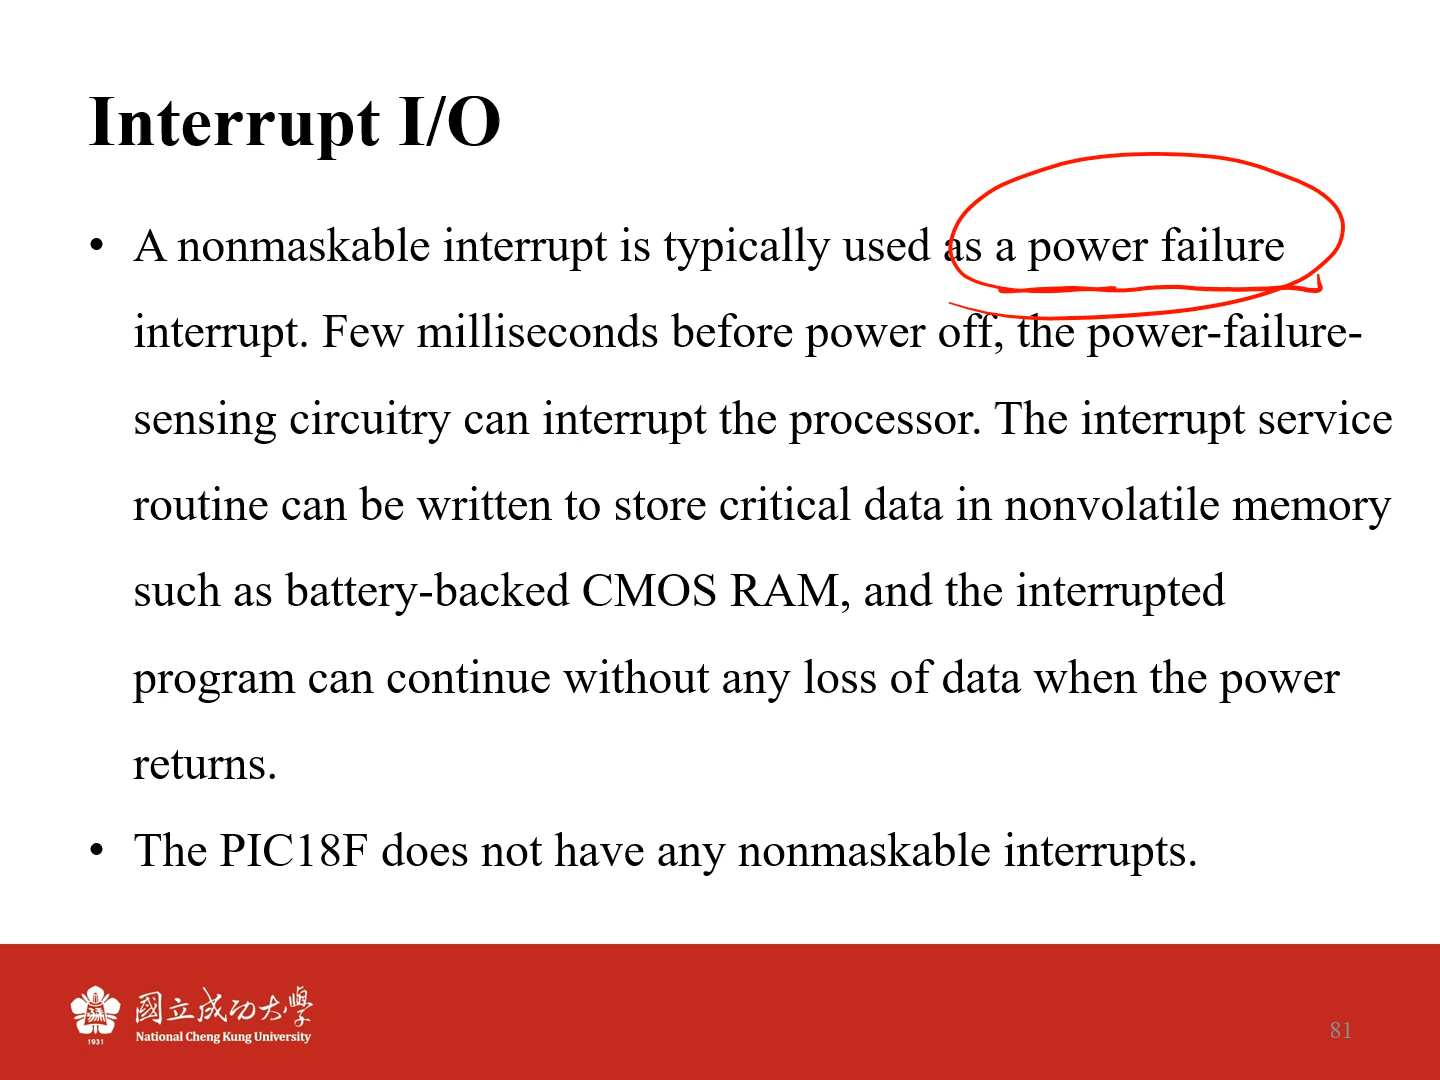 Interrupt I/O
• A nonmaskable interrupt is typically used as a power failure
interrupt. Few milliseconds before power off, the power-failure-
sensing circuitry can interrupt the processor. The interrupt service
routine can be written to store critical data in nonvolatile memory
such as battery-backed CMOS RAM, and the interrupted
program can continue without any loss of data when the power
returns.
• The PIC18F does not have any nonmaskable interrupts.
國立成功大學
National Cheng Kung University
1931
81